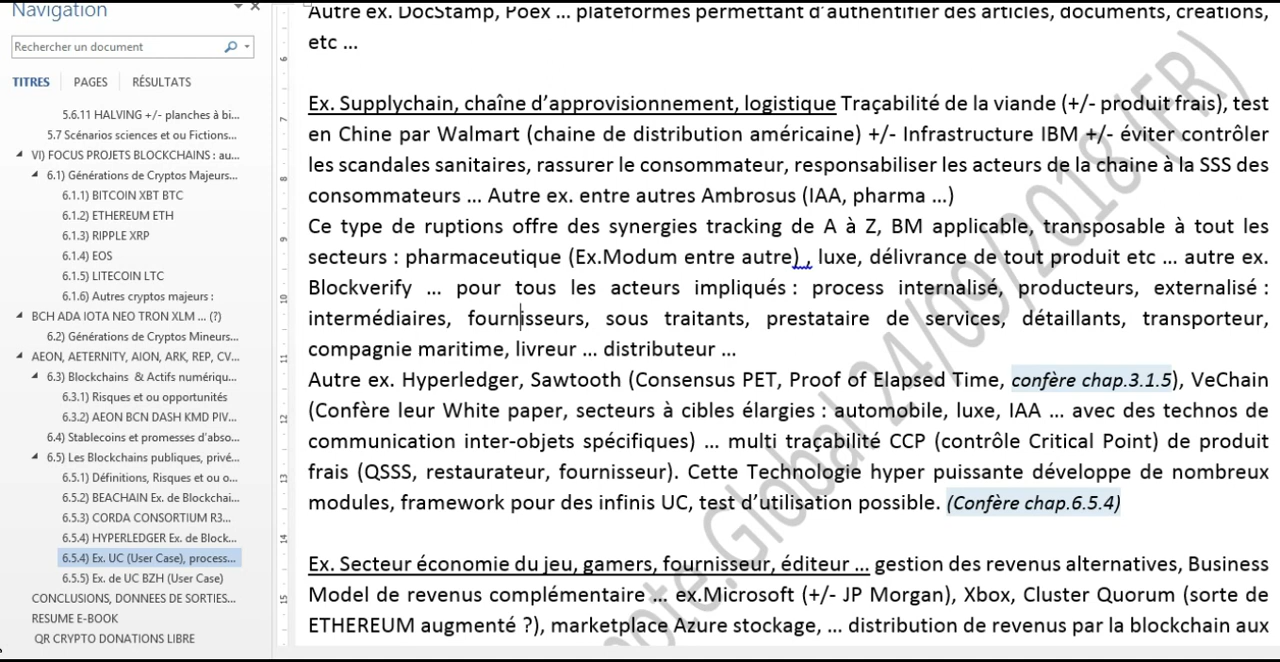 Navigation
Rechercher un document
TITRES PAGES RÉSULTATS
5.6.11 HALVING +/- planches à bi...
5.7 Scénarios sciences et ou Fictions...
VI) FOCUS PROJETS BLOCKCHAINS : au...
6.1) Générations de Cryptos Majeurs...
6.1.1) BITCOIN XBT BTC
6.1.2) ETHEREUM ETH
6.1.3) RIPPLE XRP
6.1.4) EOS
6.1.5) LITECOIN LTC
6.1.6) Autres cryptos majeurs :
BCH ADA IOTA NEO TRON XLM ... (?)
6.2) Générations de Cryptos Mineurs...
AEON, AETERNITY, AION, ARK, REP, CV...
6.3) Blockchains & Actifs numériqu...
6.3.1) Risques et ou opportunités
6.3.2) AEON BCN DASH KMD PIV...
6.4) Stablecoins et promesses d'abso...
6.5) Les Blockchains publiques, privé...
6.5.1) Définitions, Risques et ou o...
6.5.2) BEACHAIN Ex. de Blockchai...
6.5.3) CORDA CONSORTIUM R3...
6.5.4) HYPERLEDGER Ex. de Block...
6.5.4) Ex. UC (User Case), process...
6.5.5) Ex. de UC BZH (User Case)
CONCLUSIONS, DONNEES DE SORTIES...
RESUME E-BOOK
QR CRYPTO DONATIONS LIBRE
6
7
8
9
10
11
12
13
14
15
Autre ex. DocStamp, Poex ... plateformes permettant d'authentifier des articles, documents, créations,
etc ...
Ex. Supplychain, chaîne d'approvisionnement, logistique Traçabilité de la viande (+/- produit frais), test
en Chine par Walmart (chaine de distribution américaine) +/- Infrastructure IBM +/- éviter contrôler
les scandales sanitaires, rassurer le consommateur, responsabiliser les acteurs de la chaine à la SSS des
consommateurs ... Autre ex. entre autres Ambrosus (IAA, pharma ...)
Ce type de ruptions offre des synergies tracking de A à Z, BM applicable, transposable à tout les
secteurs : pharmaceutique (Ex.Modum entre autre) , luxe, délivrance de tout produit etc ... autre ex.
Blockverify ... pour tous les acteurs impliqués : process internalisé, producteurs, externalisé :
intermédiaires, fournisseurs, sous traitants, prestataire de services, détaillants, transporteur,
compagnie maritime, livreur ... distributeur ...
Autre ex. Hyperledger, Sawtooth (Consensus PET, Proof of Elapsed Time, confère chap.3.1.5), VeChain
(Confère leur White paper, secteurs à cibles élargies : automobile, luxe, IAA ... avec des technos de
communication inter-objets spécifiques) ... multi traçabilité CCP (contrôle Critical Point) de produit
frais (QSSS, restaurateur, fournisseur). Cette Technologie hyper puissante développe de nombreux
modules, framework pour des infinis UC, test d'utilisation possible. (Confère chap.6.5.4)
Ex. Secteur économie du jeu, gamers, fournisseur, éditeur ... gestion des revenus alternatives, Business
Model de revenus complémentaire ... ex.Microsoft (+/- JP Morgan), Xbox, Cluster Quorum (sorte de
ETHEREUM augmenté ?), marketplace Azure stockage, ... distribution de revenus par la blockchain aux
ote.Global 24/09/2018 (FR)